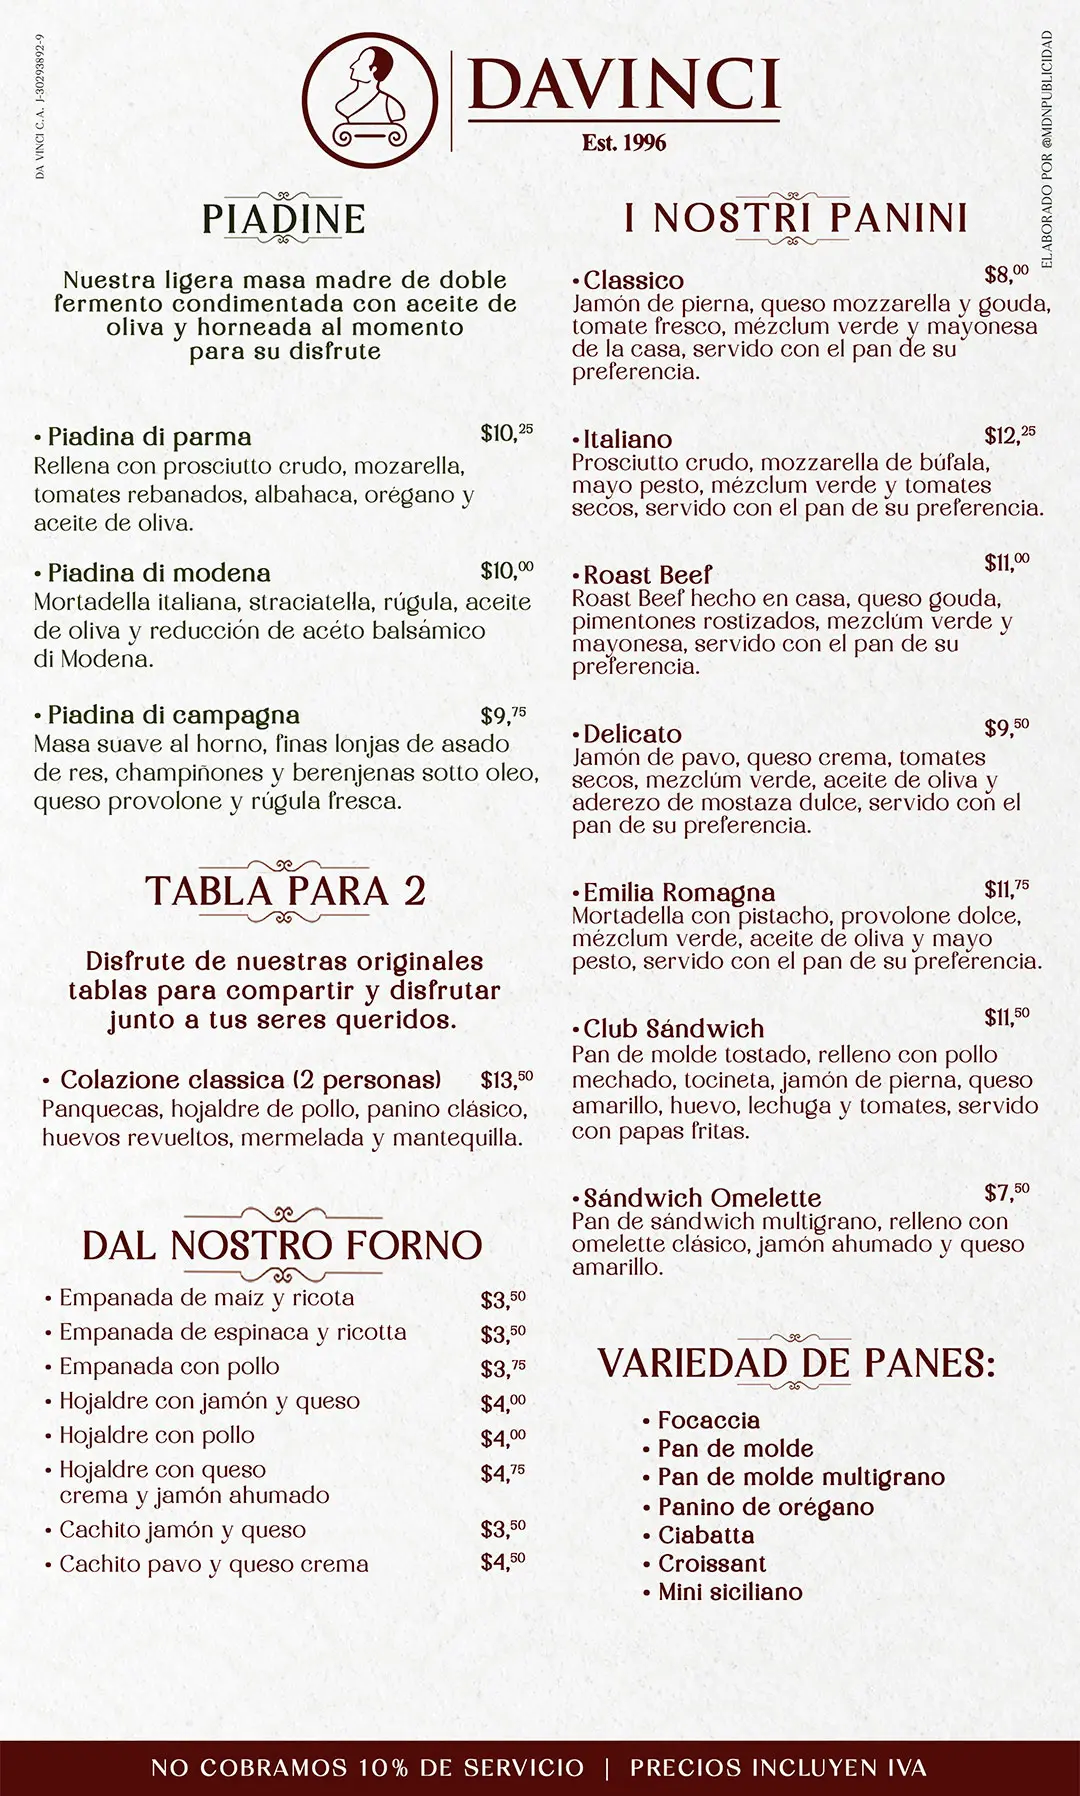 DA VINCI C.A. J-30293892-9
ELABORADO POR @MDNPUBLICIDAD
DAVINCI
Est. 1996
PIADINE
Nuestra ligera masa madre de doble
fermento condimentada con aceite de
oliva y horneada al momento
para su disfrute
• Piadina di parma $10,25
Rellena con prosciutto crudo, mozarella,
tomates rebanados, albahaca, orégano y
aceite de oliva.
• Piadina di modena $10,00
Mortadella italiana, straciatella, rúgula, aceite
de oliva y reducción de acéto balsámico
di Modena.
• Piadina di campagna $9,75
Masa suave al horno, finas lonjas de asado
de res, champiñones y berenjenas sotto oleo,
queso provolone y rúgula fresca.
TABLA PARA 2
Disfrute de nuestras originales
tablas para compartir y disfrutar
junto a tus seres queridos.
• Colazione classica (2 personas) $13,50
Panquecas, hojaldre de pollo, panino clásico,
huevos revueltos, mermelada y mantequilla.
DAL NOSTRO FORNO
• Empanada de maíz y ricota $3,50
• Empanada de espinaca y ricotta $3,50
• Empanada con pollo $3,75
• Hojaldre con jamón y queso $4,00
• Hojaldre con pollo $4,00
• Hojaldre con queso $4,75
crema y jamón ahumado
• Cachito jamón y queso $3,50
• Cachito pavo y queso crema $4,50
I NOSTRI PANINI
• Classico $8,00
Jamón de pierna, queso mozzarella y gouda,
tomate fresco, mézclum verde y mayonesa
de la casa, servido con el pan de su
preferencia.
• Italiano $12,25
Prosciutto crudo, mozzarella de búfala,
mayo pesto, mézclum verde y tomates
secos, servido con el pan de su preferencia.
• Roast Beef $11,00
Roast Beef hecho en casa, queso gouda,
pimentones rostizados, mezclúm verde y
mayonesa, servido con el pan de su
preferencia.
• Delicato $9,50
Jamón de pavo, queso crema, tomates
secos, mezclúm verde, aceite de oliva y
aderezo de mostaza dulce, servido con el
pan de su preferencia.
• Emilia Romagna $11,75
Mortadella con pistacho, provolone dolce,
mézclum verde, aceite de oliva y mayo
pesto, servido con el pan de su preferencia.
• Club Sándwich $11,50
Pan de molde tostado, relleno con pollo
mechado, tocineta, jamón de pierna, queso
amarillo, huevo, lechuga y tomates, servido
con papas fritas.
• Sándwich Omelette $7,50
Pan de sándwich multigrano, relleno con
omelette clásico, jamón ahumado y queso
amarillo.
VARIEDAD DE PANES:
• Focaccia
• Pan de molde
• Pan de molde multigrano
• Panino de orégano
• Ciabatta
• Croissant
• Mini siciliano
NO COBRAMOS 10% DE SERVICIO | PRECIOS INCLUYEN IVA